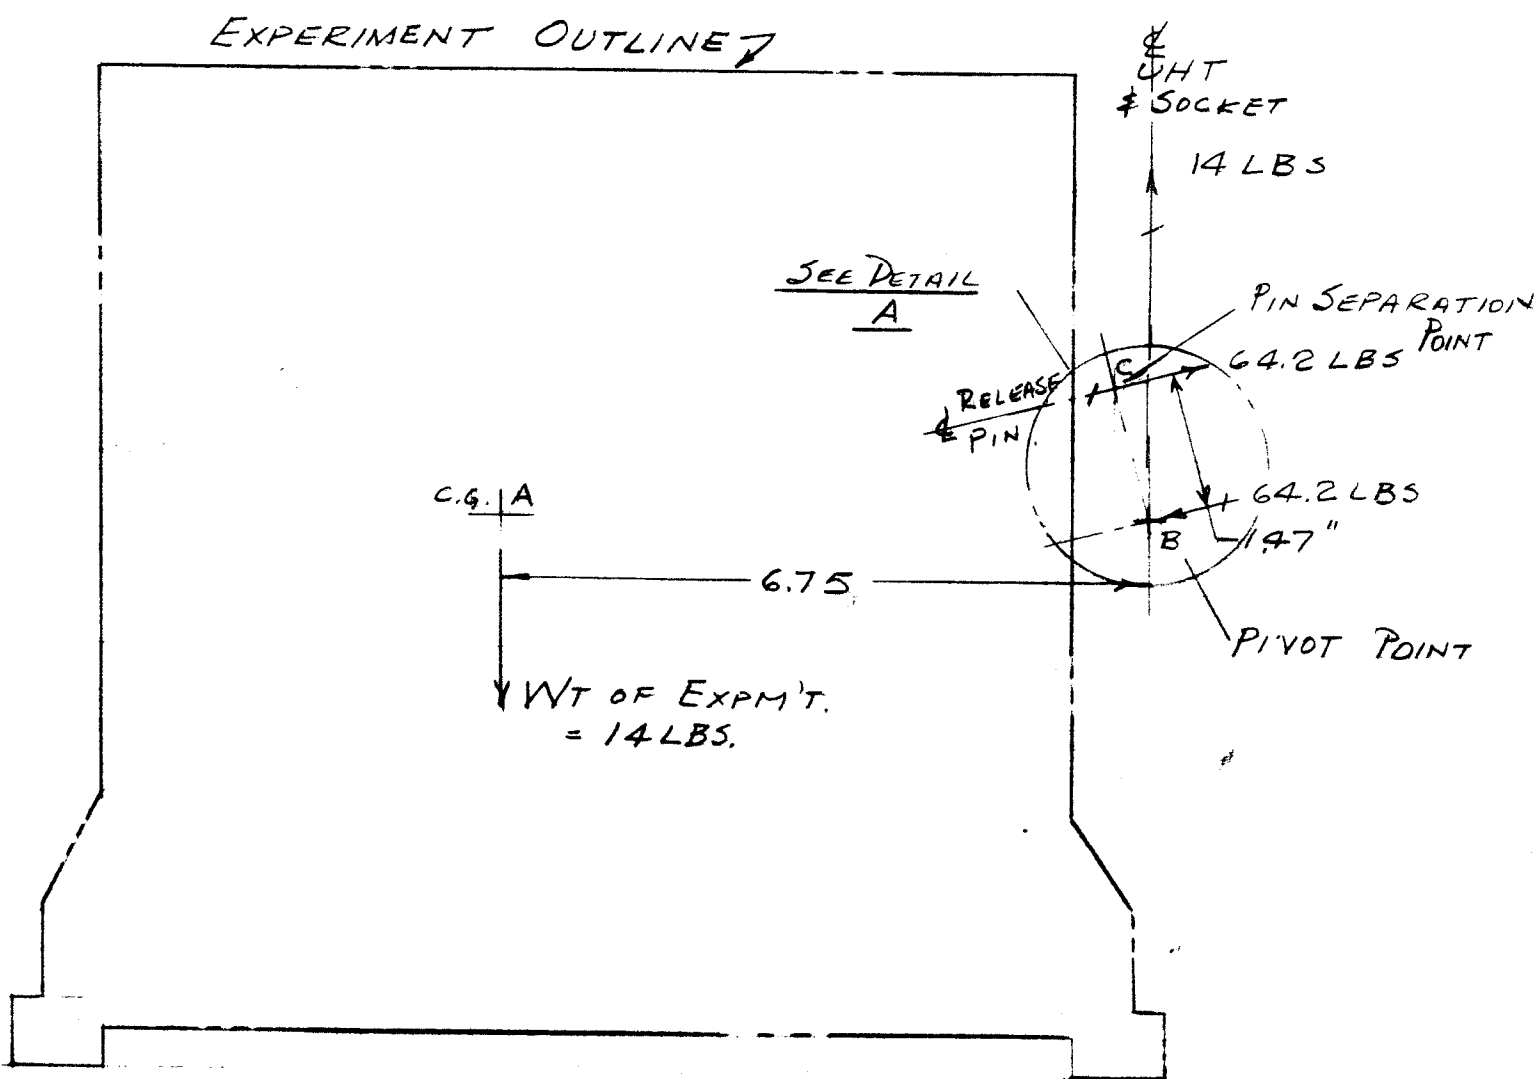 EXPERIMENT OUTLINE
℄
UHT
& SOCKET
14 LBS
SEE DETAIL
A
PIN SEPARATION
POINT
64.2 LBS
C
RELEASE
℄ PIN
C.G. A
64.2 LBS
B
1.47"
6.75
PIVOT POINT
WT OF EXPM'T.
= 14 LBS.